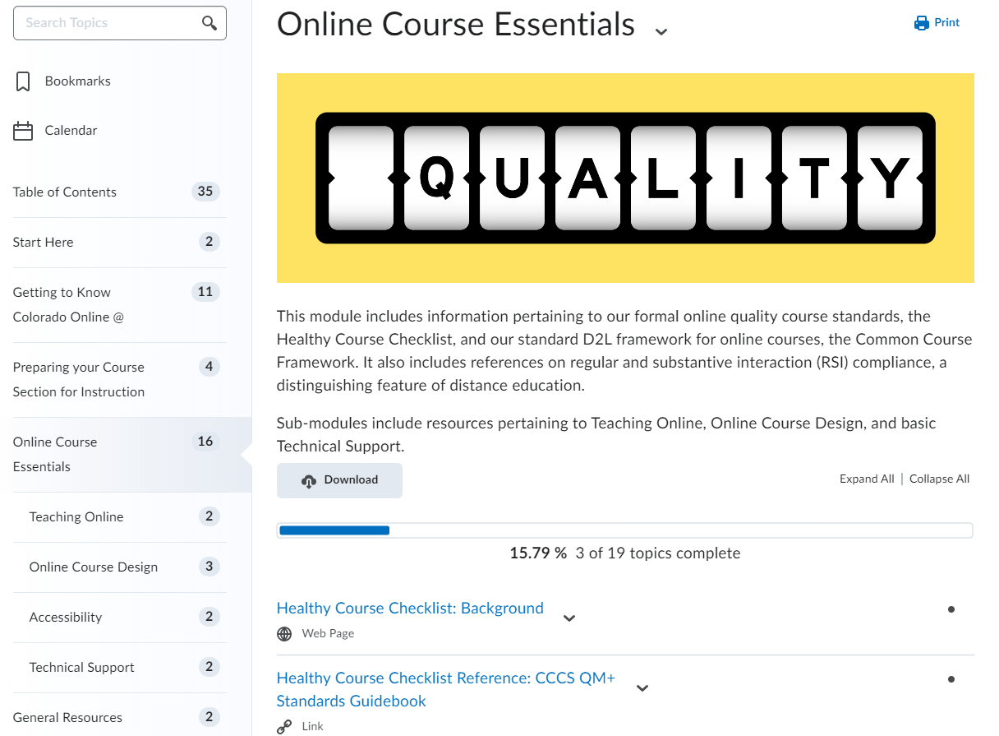 Search Topics
Bookmarks
Calendar
Table of Contents 35
Start Here 2
Getting to Know 11
Colorado Online @
Preparing your Course 4
Section for Instruction
Online Course 16
Essentials
Teaching Online 2
Online Course Design 3
Accessibility 2
Technical Support 2
General Resources 2
Online Course Essentials
Print
QUALITY
This module includes information pertaining to our formal online quality course standards, the
Healthy Course Checklist, and our standard D2L framework for online courses, the Common Course
Framework. It also includes references on regular and substantive interaction (RSI) compliance, a
distinguishing feature of distance education.
Sub-modules include resources pertaining to Teaching Online, Online Course Design, and basic
Technical Support.
Download
Expand All | Collapse All
15.79 % 3 of 19 topics complete
Healthy Course Checklist: Background
Web Page
Healthy Course Checklist Reference: CCCS QM+
Standards Guidebook
Link